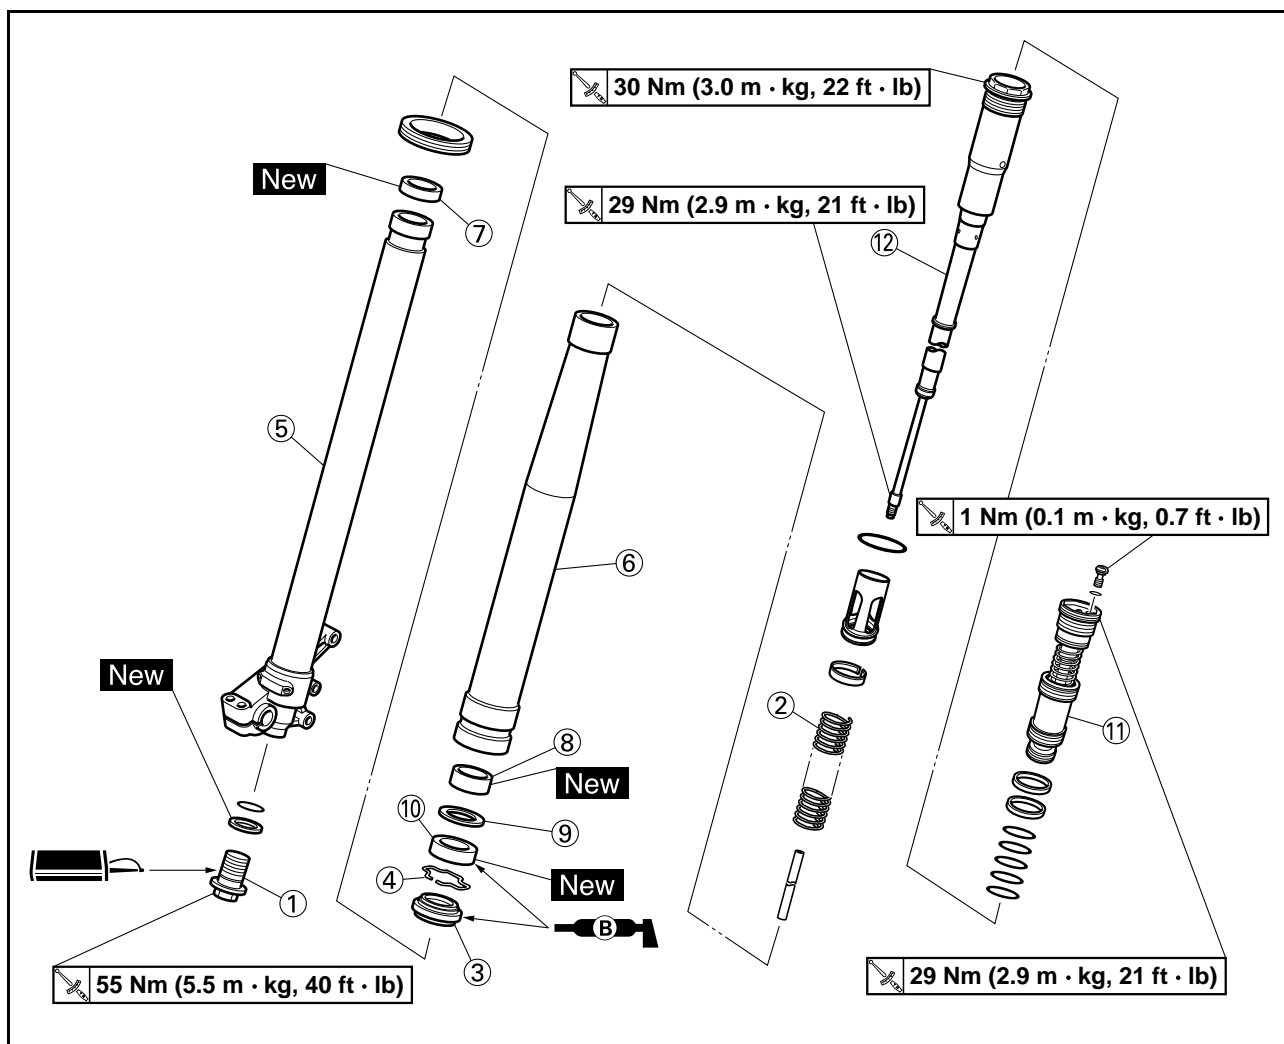 30 Nm (3.0 m · kg, 22 ft · lb)
New
7
29 Nm (2.9 m · kg, 21 ft · lb)
12
5
6
1 Nm (0.1 m · kg, 0.7 ft · lb)
New
2
11
8
New
10
9
4
New
1
B
3
55 Nm (5.5 m · kg, 40 ft · lb)
29 Nm (2.9 m · kg, 21 ft · lb)